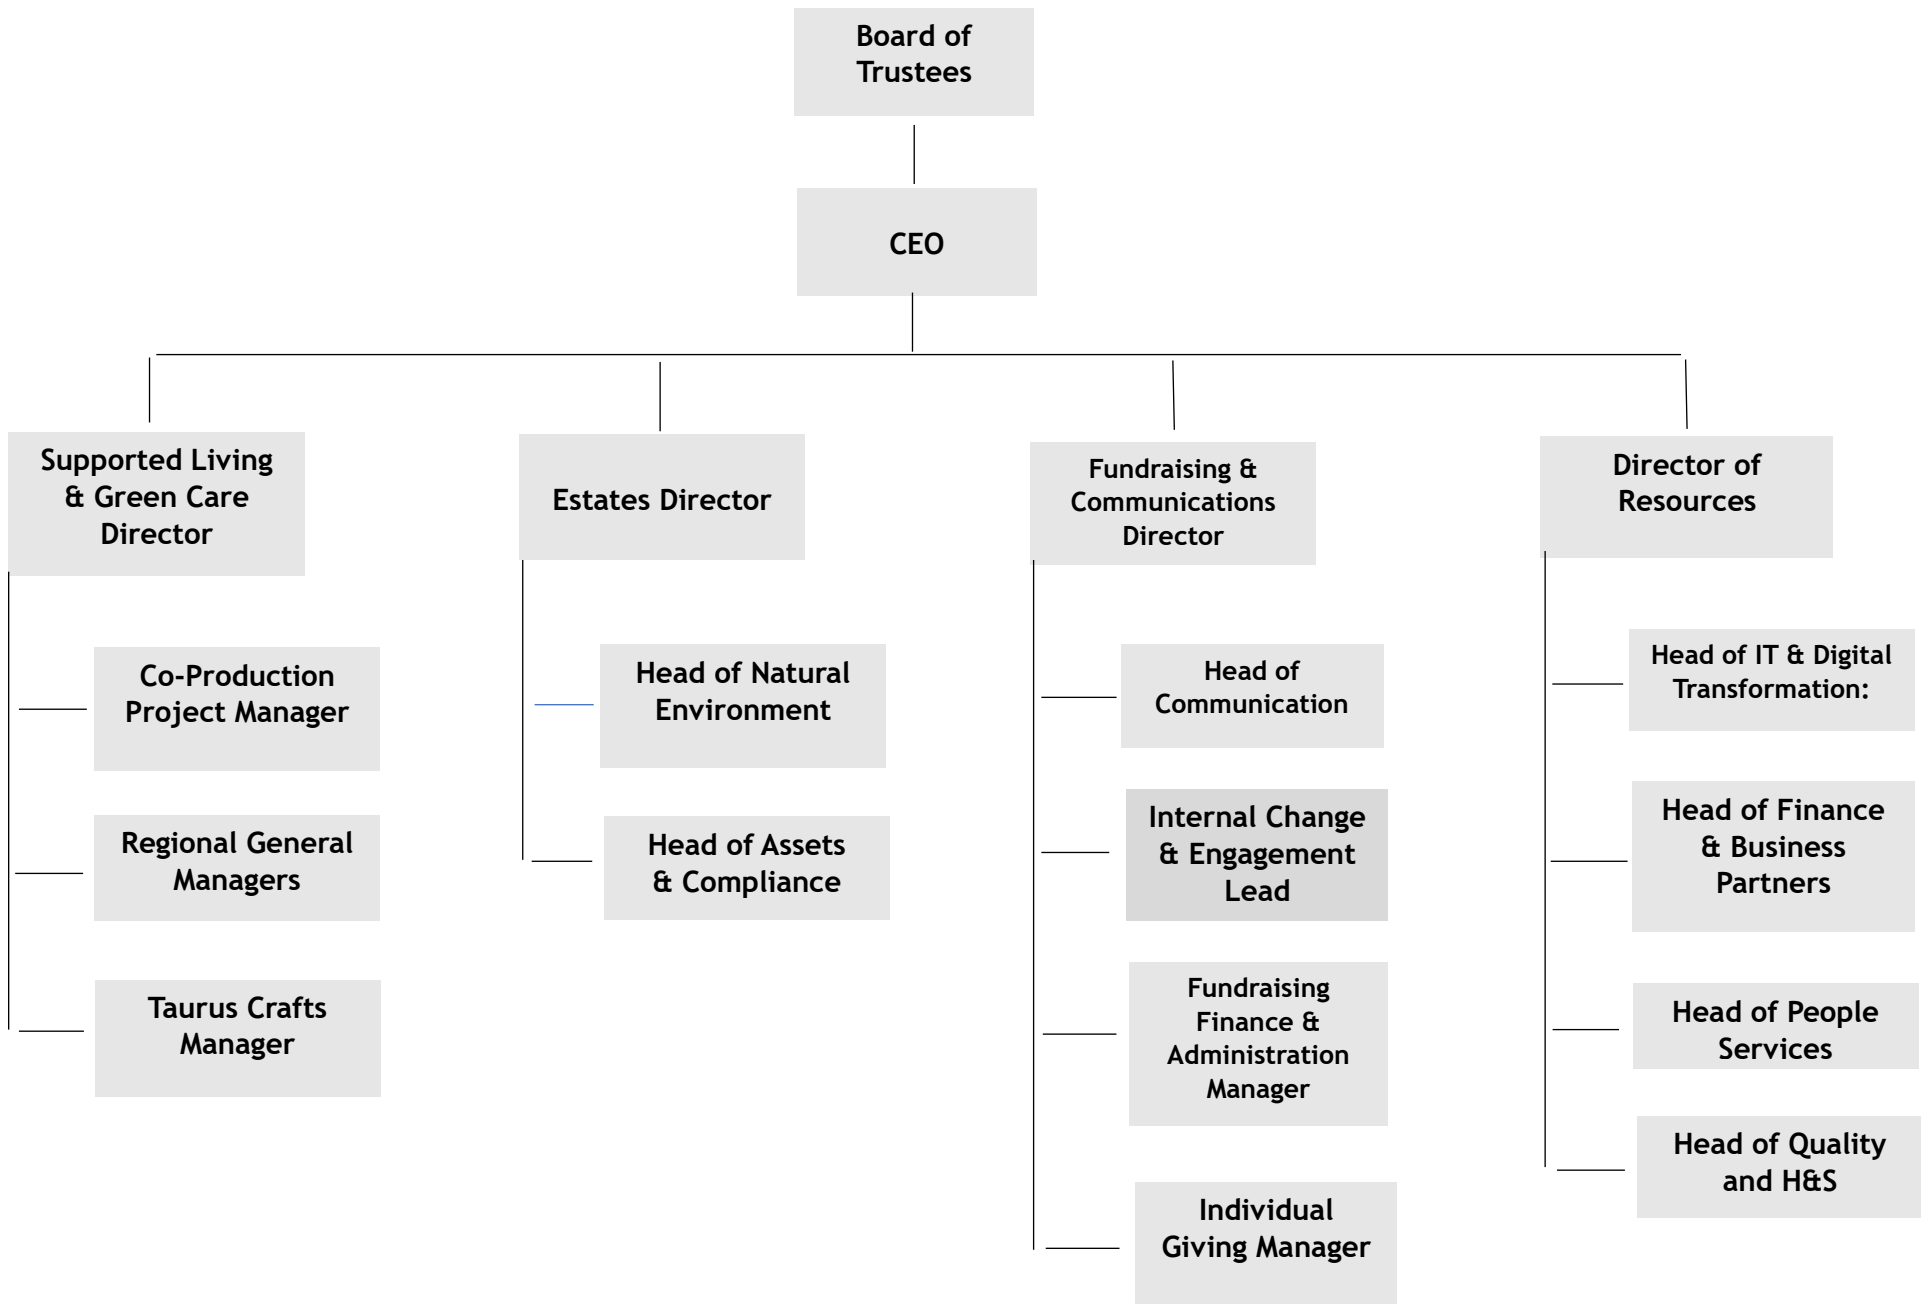 Board of
Trustees
CEO
Supported Living
& Green Care
Director
Estates Director
Fundraising &
Communications
Director
Director of
Resources
Co-Production
Project Manager
Regional General
Managers
Taurus Crafts
Manager
Head of Natural
Environment
Head of Assets
& Compliance
Head of
Communication
Internal Change
& Engagement
Lead
Fundraising
Finance &
Administration
Manager
Individual
Giving Manager
Head of IT & Digital
Transformation:
Head of Finance
& Business
Partners
Head of People
Services
Head of Quality
and H&S